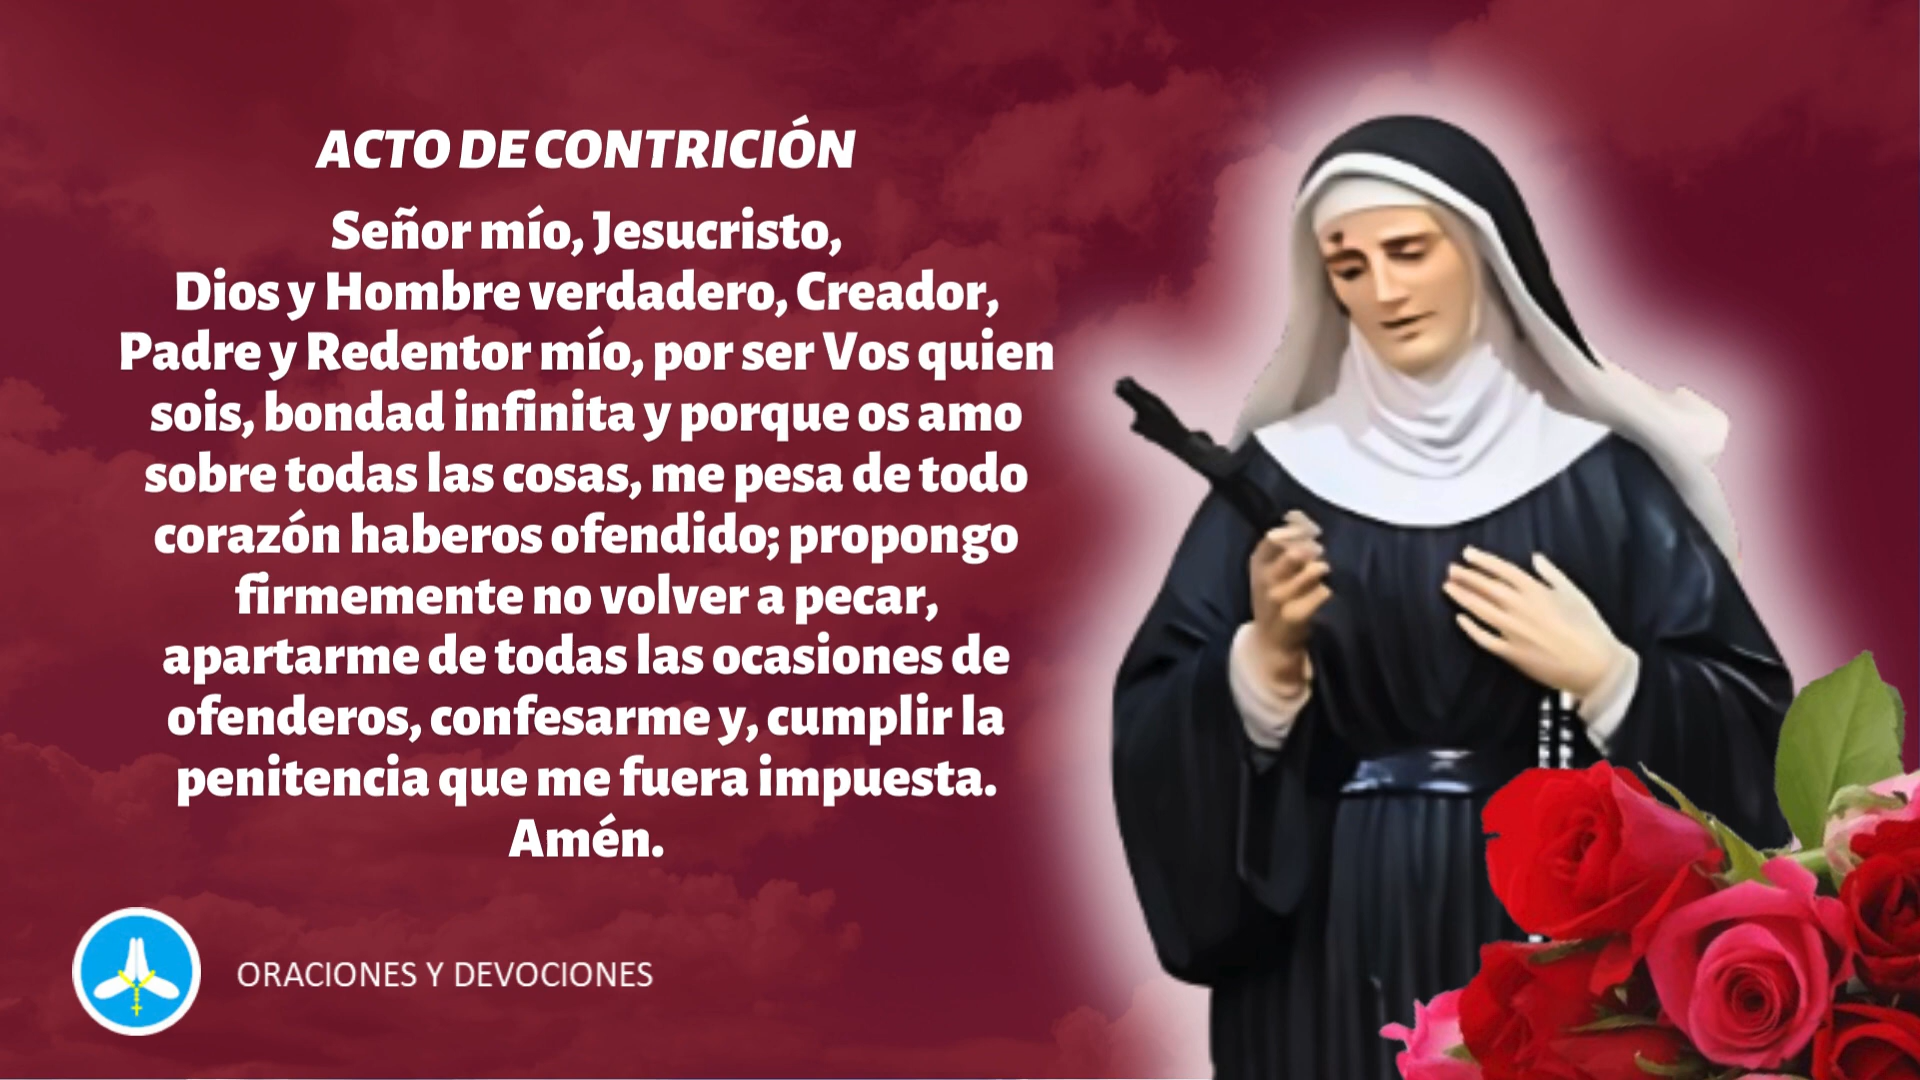 ACTO DE CONTRICIÓN
Señor mío, Jesucristo,
Dios y Hombre verdadero, Creador,
Padre y Redentor mío, por ser Vos quien
sois, bondad infinita y porque os amo
sobre todas las cosas, me pesa de todo
corazón haberos ofendido; propongo
firmemente no volver a pecar,
apartarme de todas las ocasiones de
ofenderos, confesarme y, cumplir la
penitencia que me fuera impuesta.
Amén.
ORACIONES Y DEVOCIONES